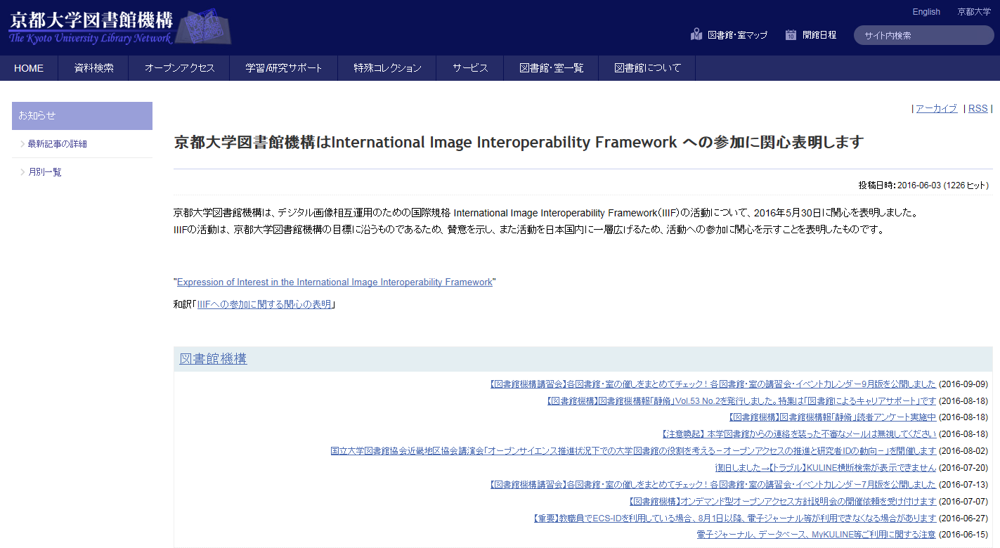 京都大学図書館機構
The Kyoto University Library Network
English 京都大学
図書館・室マップ 10 開館日程 サイト内検索
HOME 資料検索 オープンアクセス 学習/研究サポート 特殊コレクション サービス 図書館・室一覧 図書館について
お知らせ
最新記事の詳細
月別一覧
| アーカイブ | RSS |
京都大学図書館機構はInternational Image Interoperability Framework への参加に関心表明します
投稿日時：2016-06-03 (1226 ヒット)
京都大学図書館機構は、デジタル画像相互運用のための国際規格 International Image Interoperability Framework（IIIF）の活動について、2016年5月30日に関心を表明しました。
IIIFの活動は、京都大学図書館機構の目標に沿うものであるため、賛意を示し、また活動を日本国内に一層広げるため、活動への参加に関心を示すことを表明したものです。
"Expression of Interest in the International Image Interoperability Framework"
和訳「IIIFへの参加に関する関心の表明」
図書館機構
【図書館機構講習会】各図書館・室の催しをまとめてチェック！各図書館・室の講習会・イベントカレンダー9月版を公開しました (2016-09-09)
【図書館機構】図書館機構報「静脩」Vol.53 No.2を発行しました。特集は「図書館によるキャリアサポート」です (2016-08-18)
【図書館機構】図書館機構報「静脩」読者アンケート実施中 (2016-08-18)
【注意喚起】 本学図書館からの連絡を装った不審なメールは無視してください (2016-08-18)
国立大学図書館協会近畿地区協会講演会「オープンサイエンス推進状況下での大学図書館の役割を考える－オープンアクセスの推進と研究者IDの動向－」を開催します (2016-08-02)
復旧しました→【トラブル】KULINE横断検索が表示できません (2016-07-20)
【図書館機構講習会】各図書館・室の催しをまとめてチェック！各図書館・室の講習会・イベントカレンダー7月版を公開しました (2016-07-13)
【図書館機構】オンデマンド型オープンアクセス方針説明会の開催依頼を受け付けます (2016-07-07)
【重要】教職員でECS-IDを利用している場合、8月1日以降、電子ジャーナル等が利用できなくなる場合があります (2016-06-27)
電子ジャーナル、データベース、MyKULINE等ご利用に関する注意 (2016-06-15)